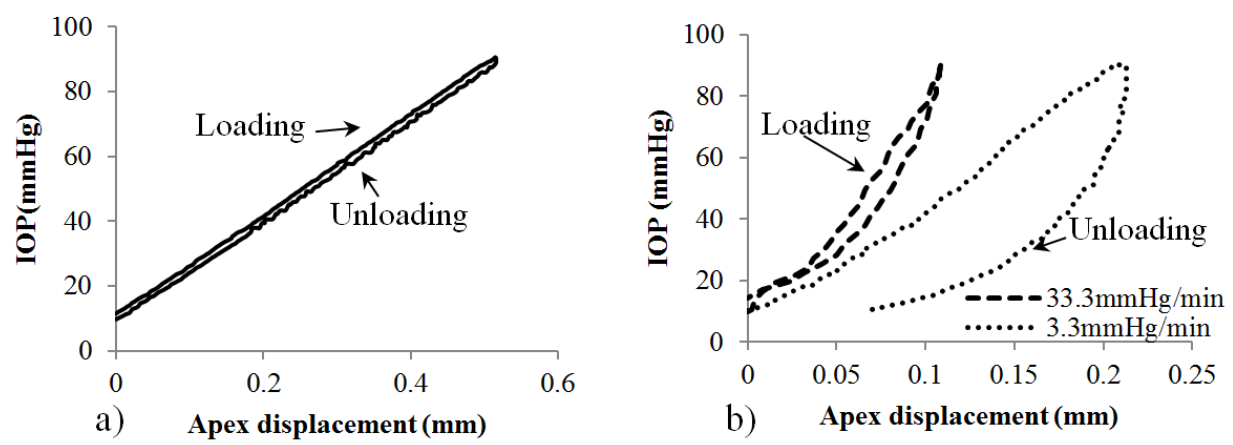 100
80
60
40
20
0
IOP(mmHg)
Loading
Unloading
0
0.2
0.4
0.6
a)
Apex displacement (mm)
100
80
60
40
20
0
IOP (mmHg)
Loading
Unloading
33.3mmHg/min
3.3mmHg/min
0
0.05
0.1
0.15
0.2
0.25
b)
Apex displacement (mm)